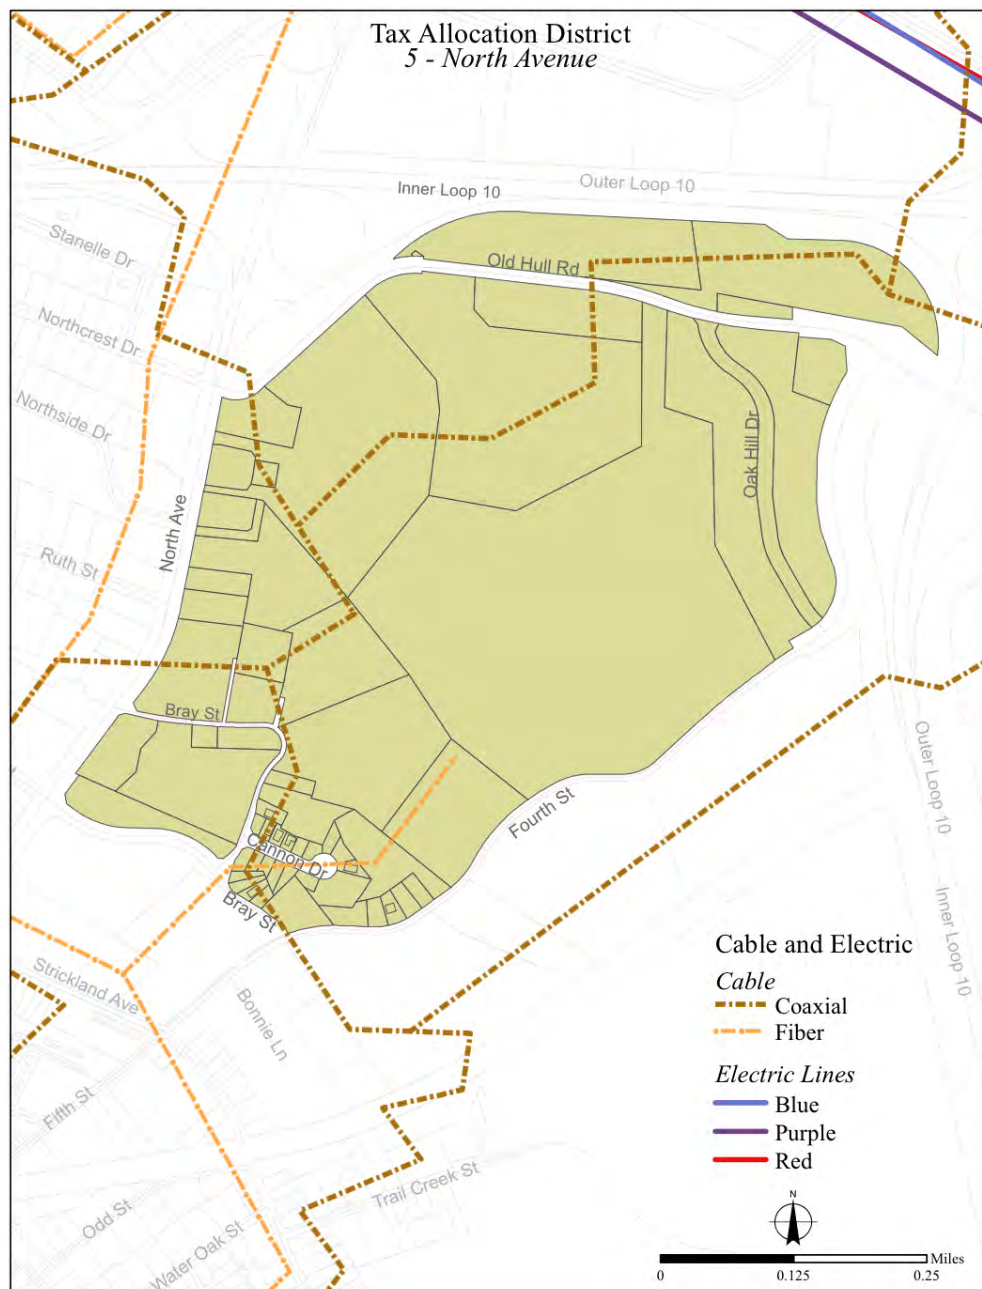 Tax Allocation District
5 - North Avenue
Inner Loop 10
Outer Loop 10
Stanelle Dr
Old Hull Rd
Northcrest Dr
Northside Dr
Oak Hill Dr
North Ave
Ruth St
Bray St
Outer Loop 10
Fourth St
Cannon Dr
Bray St
Inner Loop 10
Strickland Ave
Bonnie Ln
Fifth St
Trail Creek St
Odd St
Water Oak St
Cable and Electric
Cable
Coaxial
Fiber
Electric Lines
Blue
Purple
Red
N
Miles
0 0.125 0.25